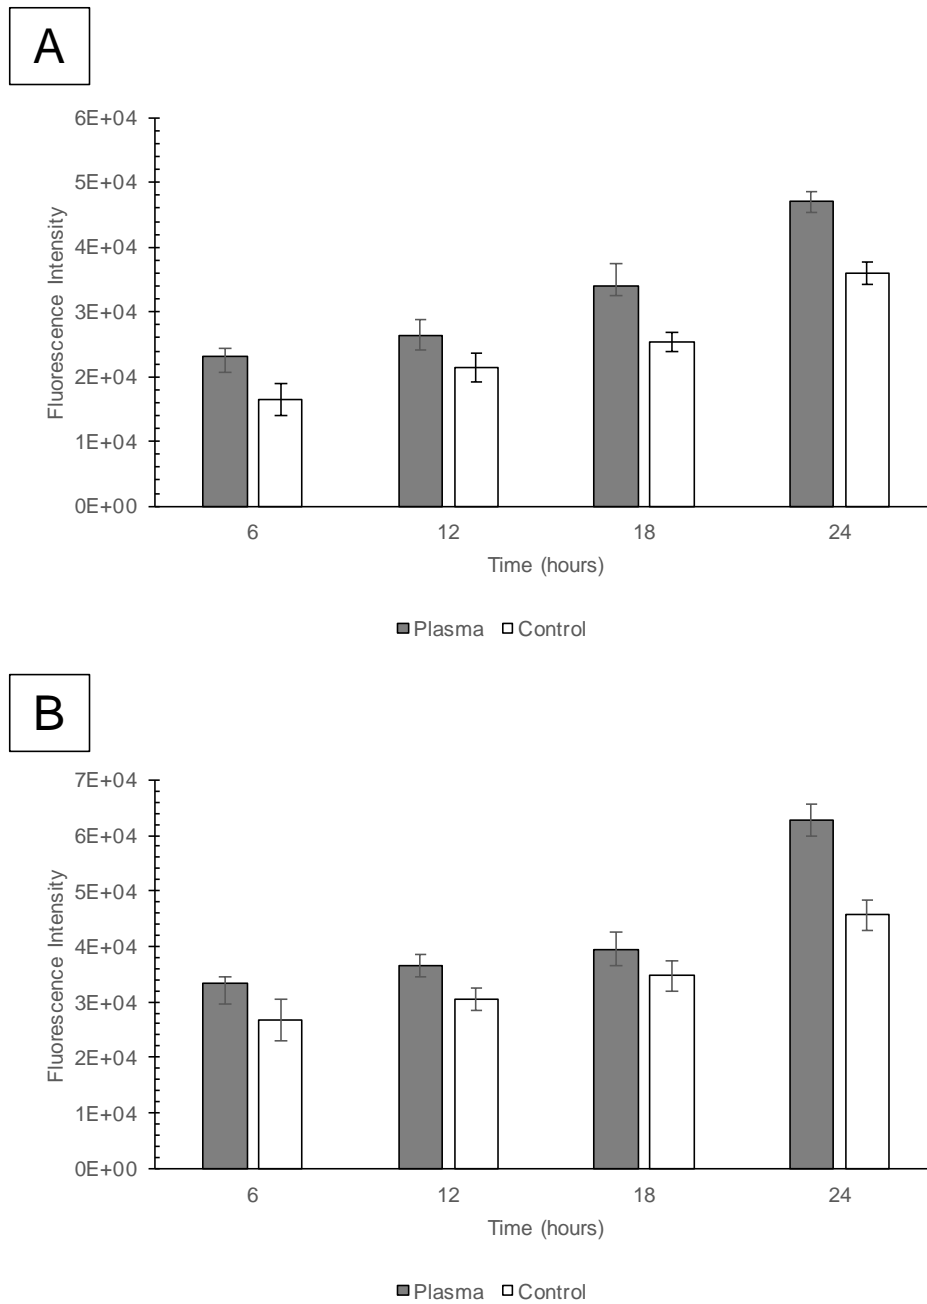 A
6E+04
5E+04
4E+04
3E+04
2E+04
1E+04
0E+00
Fluorescence Intensity
6 12 18 24
Time (hours)
Plasma Control
B
7E+04
6E+04
5E+04
4E+04
3E+04
2E+04
1E+04
0E+00
Fluorescence Intensity
6 12 18 24
Time (hours)
Plasma Control